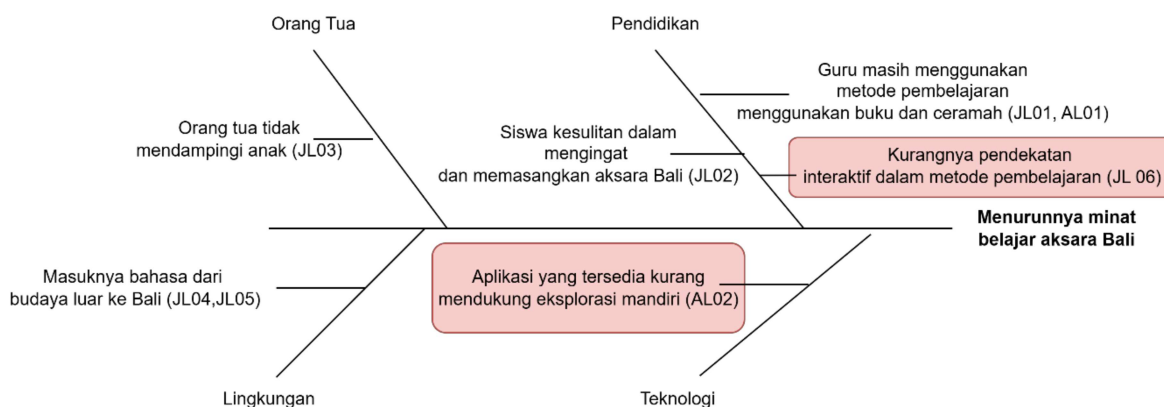 Orang Tua
Pendidikan
Guru masih menggunakan
metode pembelajaran
menggunakan buku dan ceramah (JL01, AL01)
Orang tua tidak
mendampingi anak (JL03)
Siswa kesulitan dalam
mengingat
dan memasangkan aksara Bali (JL02)
Kurangnya pendekatan
interaktif dalam metode pembelajaran (JL 06)
Menurunnya minat
belajar aksara Bali
Masuknya bahasa dari
budaya luar ke Bali (JL04,JL05)
Aplikasi yang tersedia kurang
mendukung eksplorasi mandiri (AL02)
Lingkungan
Teknologi